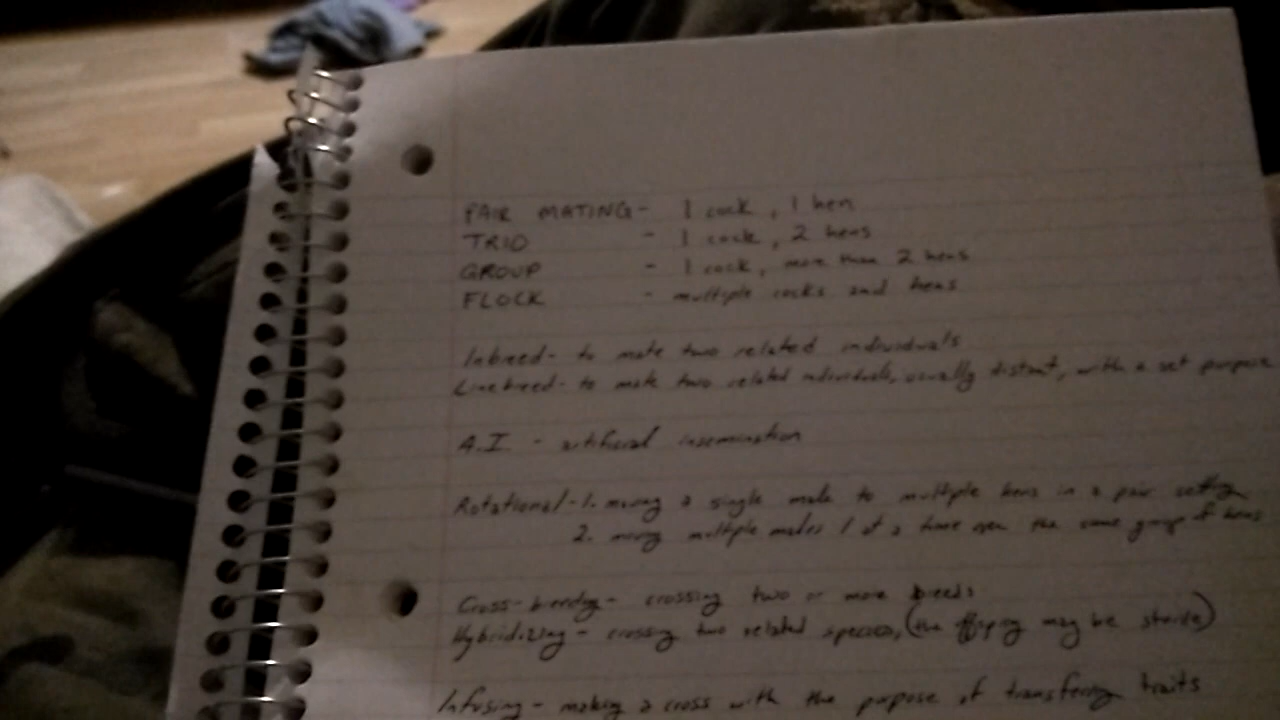 PAIR MATING - 1 cock, 1 hen
TRIO - 1 cock, 2 hens
GROUP - 1 cock, more than 2 hens
FLOCK - multiple cocks and hens
Inbreed - to mate two related individuals
Linebreed - to mate two related individuals, usually distant, with a set purpose
A.I. - artificial insemination
Rotational - 1. moving a single male to multiple hens in a pair setting
2. moving multiple males 1 at a time over the same group of hens
Cross-breeding - crossing two or more breeds
Hybridizing - crossing two related species, (the offspring may be sterile)
Infusing - making a cross with the purpose of transfering traits